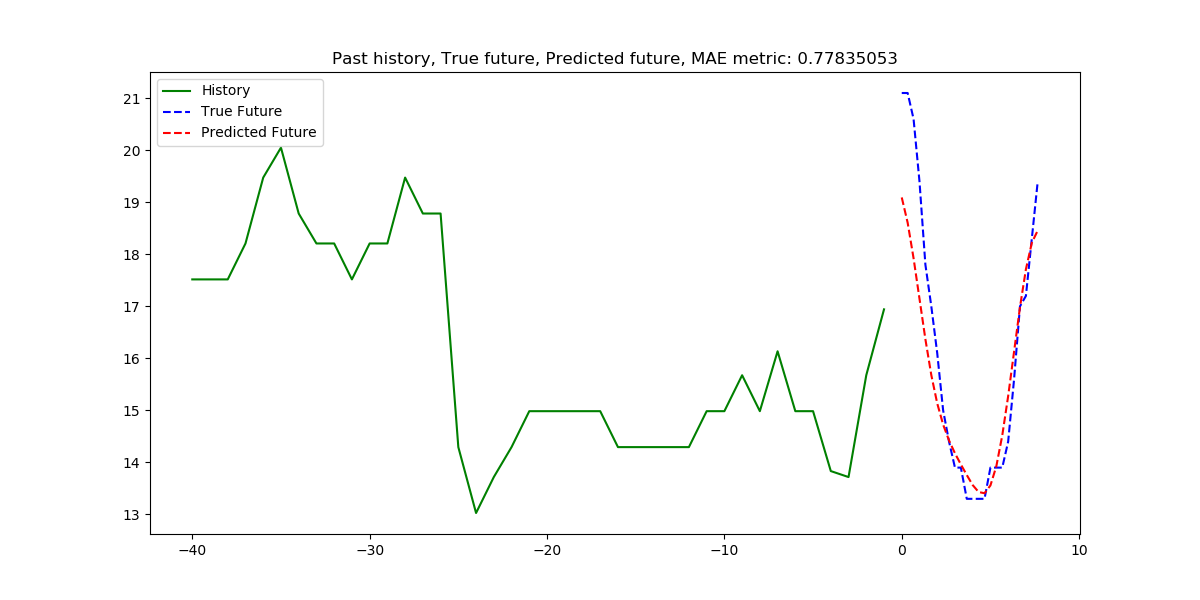 Past history, True future, Predicted future, MAE metric: 0.77835053
History
True Future
Predicted Future
21
20
19
18
17
16
15
14
13
−40 −30 −20 −10 0 10